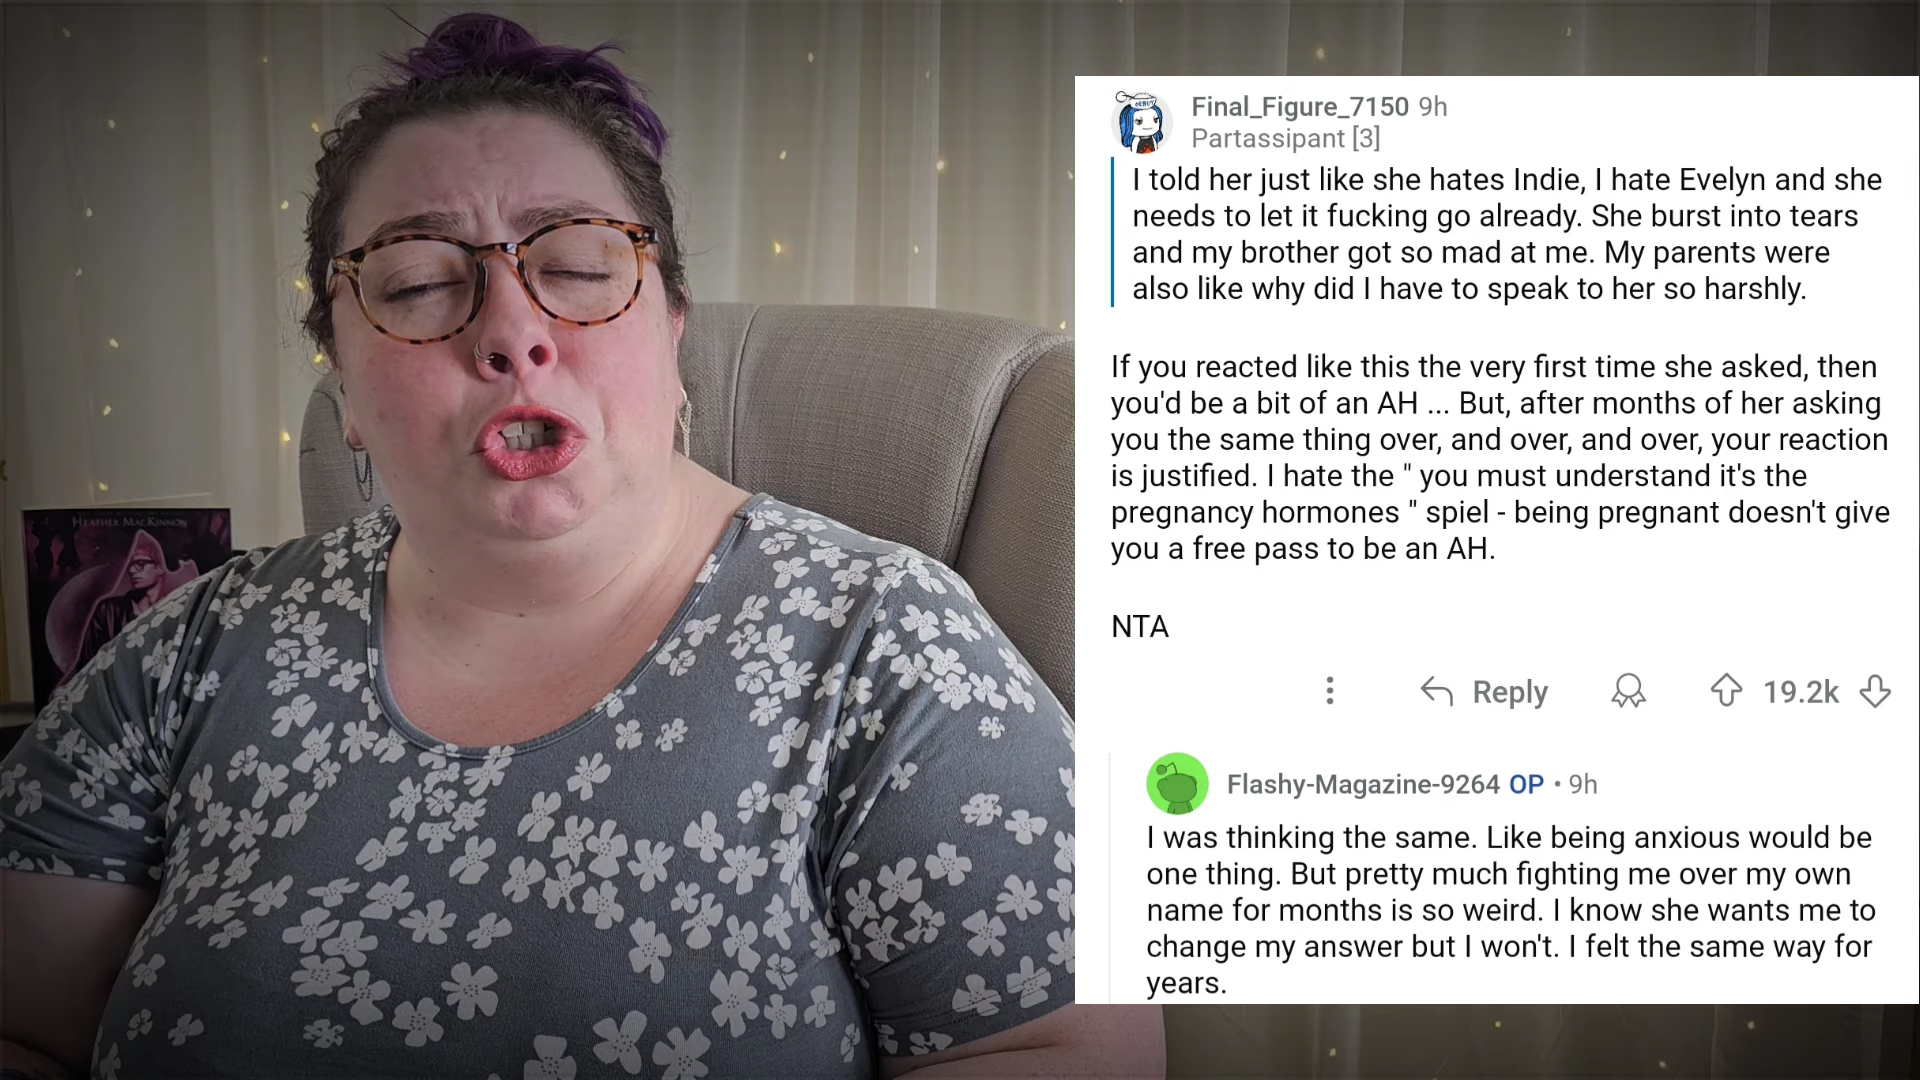 HEATHER MACKINNON
Final_Figure_7150 9h
Partassipant [3]
I told her just like she hates Indie, I hate Evelyn and she
needs to let it fucking go already. She burst into tears
and my brother got so mad at me. My parents were
also like why did I have to speak to her so harshly.
If you reacted like this the very first time she asked, then
you'd be a bit of an AH ... But, after months of her asking
you the same thing over, and over, and over, your reaction
is justified. I hate the " you must understand it's the
pregnancy hormones " spiel - being pregnant doesn't give
you a free pass to be an AH.
NTA
Reply 19.2k
Flashy-Magazine-9264 OP • 9h
I was thinking the same. Like being anxious would be
one thing. But pretty much fighting me over my own
name for months is so weird. I know she wants me to
change my answer but I won't. I felt the same way for
years.